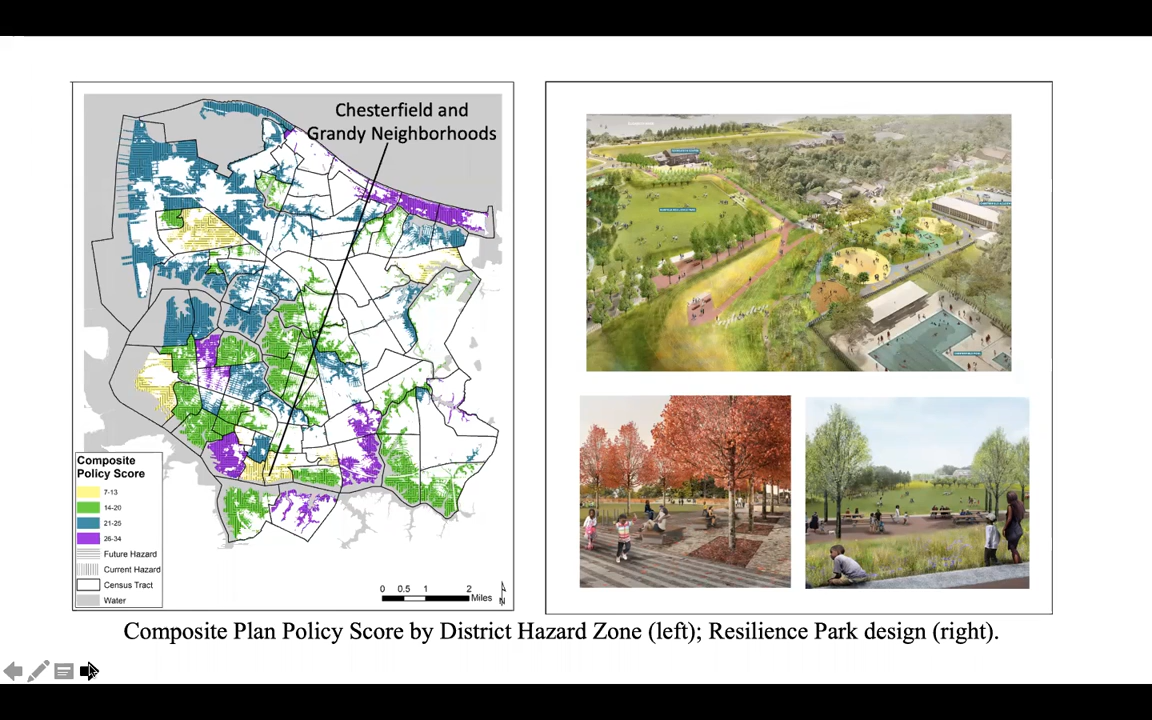 Chesterfield and
Grandy Neighborhoods
Composite
Policy Score
7-13
14-20
21-25
26-34
Future Hazard
Current Hazard
Census Tract
Water
0 0.5 1 2
Miles
N
Composite Plan Policy Score by District Hazard Zone (left); Resilience Park design (right).